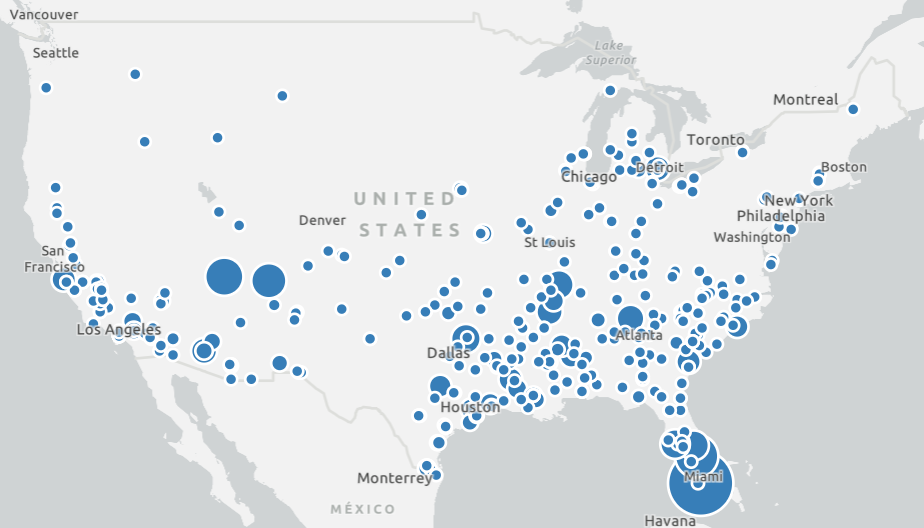 Vancouver
Seattle
Lake
Superior
Montreal
Toronto
Detroit
Boston
Chicago
UNITED
STATES
New York
Philadelphia
Denver
Washington
St Louis
San
Francisco
Los Angeles
Atlanta
Dallas
Houston
Monterrey
Miami
MÉXICO
Havana